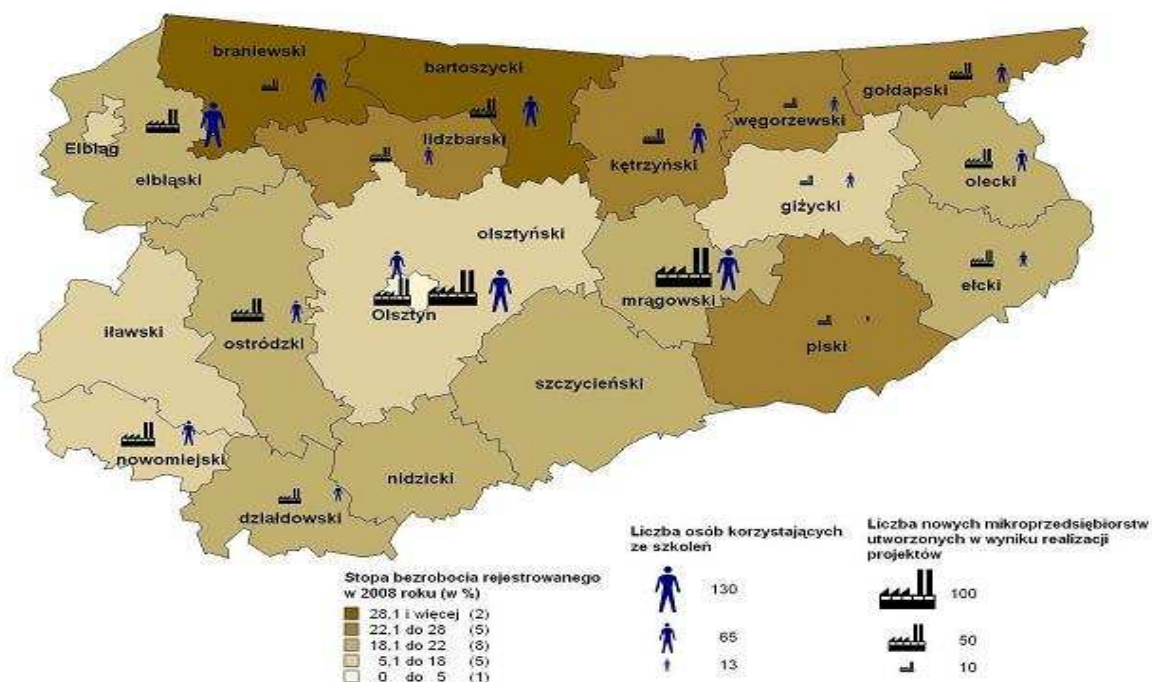 braniewski
bartoszycki
gołdapski
węgorzewski
lidzbarski
Elbląg
kętrzyński
elbląski
olecki
giżycki
olsztyński
ełcki
mrągowski
Olsztyn
iławski
ostródzki
piski
szczycieński
nowomiejski
nidzicki
działdowski
Stopa bezrobocia rejestrowanego
w 2008 roku (w %)
28,1 i więcej (2)
22,1 do 28 (5)
18,1 do 22 (8)
5,1 do 18 (5)
0 do 5 (1)
Liczba osób korzystających
ze szkoleń
130
65
13
Liczba nowych mikroprzedsiębiorstw
utworzonych w wyniku realizacji
projektów
100
50
10